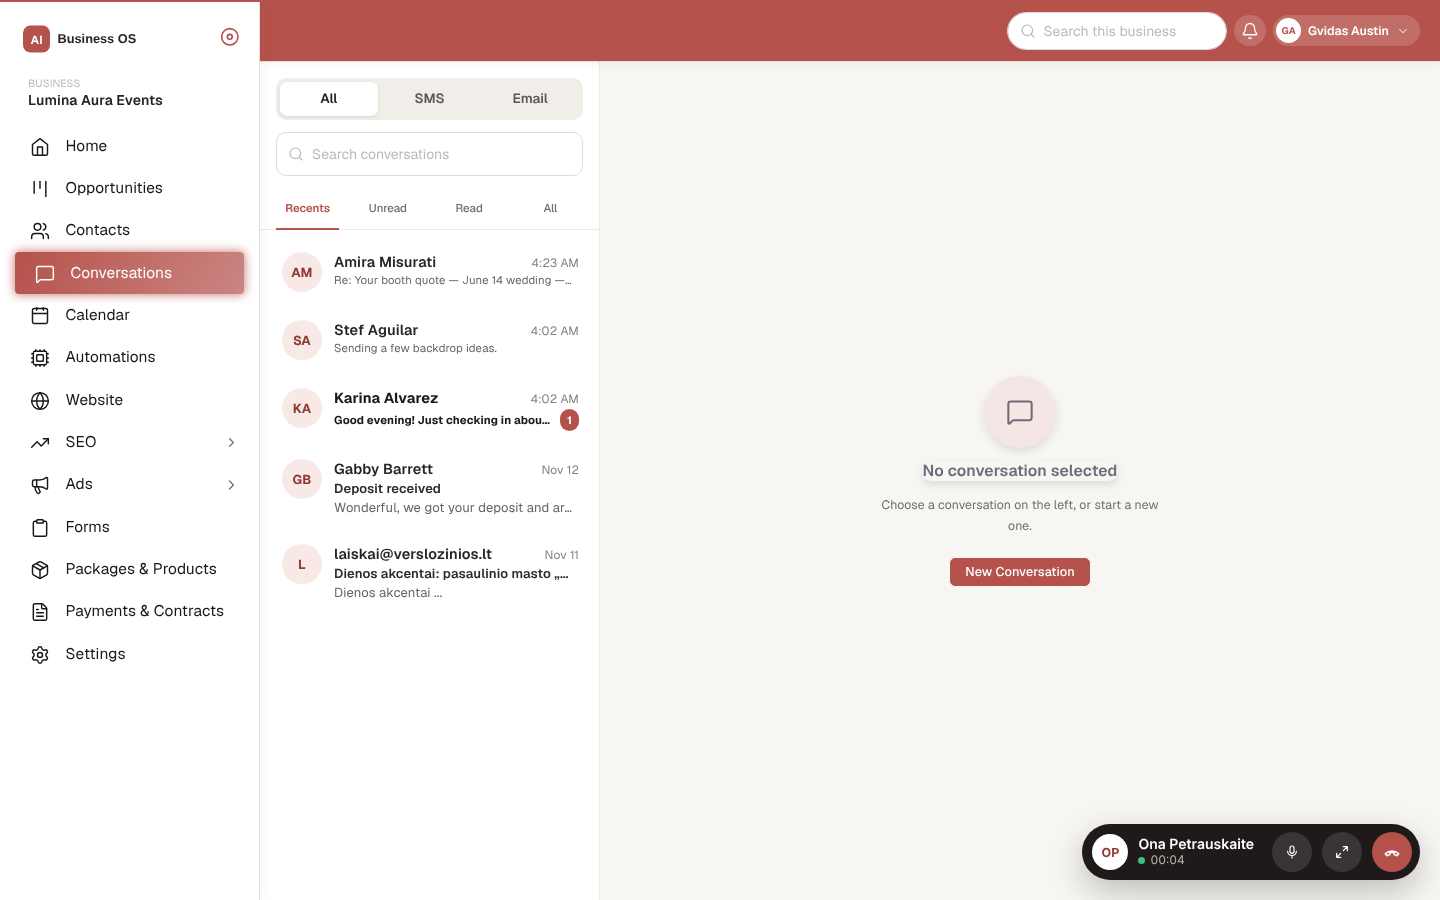 AI Business OS
BUSINESS
Lumina Aura Events
Home
Opportunities
Contacts
Conversations
Calendar
Automations
Website
SEO
Ads
Forms
Packages & Products
Payments & Contracts
Settings
Search this business
GA Gvidas Austin
All SMS Email
Search conversations
Recents Unread Read All
AM Amira Misurati 4:23 AM
Re: Your booth quote — June 14 wedding —...
SA Stef Aguilar 4:02 AM
Sending a few backdrop ideas.
KA Karina Alvarez 4:02 AM
Good evening! Just checking in abou... 1
GB Gabby Barrett Nov 12
Deposit received
Wonderful, we got your deposit and ar...
L laiskai@verslozinios.lt Nov 11
Dienos akcentai: pasaulinio masto „...
Dienos akcentai ...
No conversation selected
Choose a conversation on the left, or start a new
one.
New Conversation
OP Ona Petrauskaite
00:04